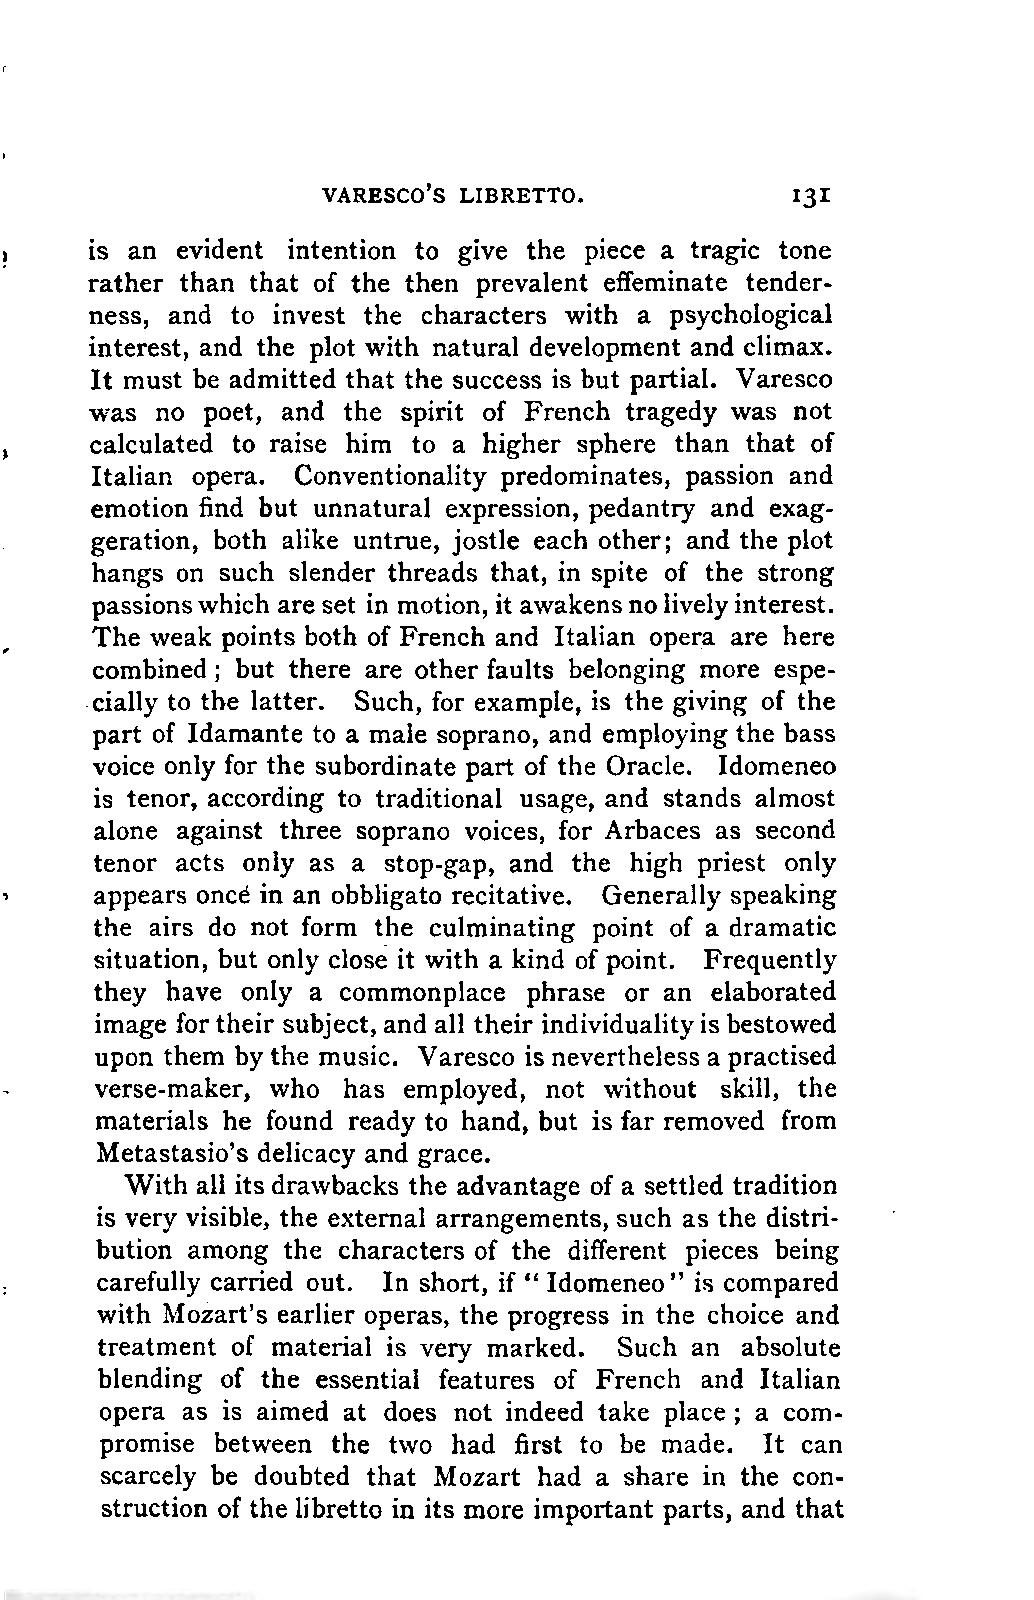 VARESCO'S LIBRETTO. 131
is an evident intention to give the piece a tragic tone
rather than that of the then prevalent effeminate tender-
ness, and to invest the characters with a psychological
interest, and the plot with natural development and climax.
It must be admitted that the success is but partial. Varesco
was no poet, and the spirit of French tragedy was not
calculated to raise him to a higher sphere than that of
Italian opera. Conventionality predominates, passion and
emotion find but unnatural expression, pedantry and exag-
geration, both alike untrue, jostle each other; and the plot
hangs on such slender threads that, in spite of the strong
passions which are set in motion, it awakens no lively interest.
The weak points both of French and Italian opera are here
combined ; but there are other faults belonging more espe-
cially to the latter. Such, for example, is the giving of the
part of Idamante to a male soprano, and employing the bass
voice only for the subordinate part of the Oracle. Idomeneo
is tenor, according to traditional usage, and stands almost
alone against three soprano voices, for Arbaces as second
tenor acts only as a stop-gap, and the high priest only
appears once in an obbligato recitative. Generally speaking
the airs do not form the culminating point of a dramatic
situation, but only close it with a kind of point. Frequently
they have only a commonplace phrase or an elaborated
image for their subject, and all their individuality is bestowed
upon them by the music. Varesco is nevertheless a practised
verse-maker, who has employed, not without skill, the
materials he found ready to hand, but is far removed from
Metastasio's delicacy and grace.
With all its drawbacks the advantage of a settled tradition
is very visible, the external arrangements, such as the distri-
bution among the characters of the different pieces being
carefully carried out. In short, if “ Idomeneo ” is compared
with Mozart's earlier operas, the progress in the choice and
treatment of material is very marked. Such an absolute
blending of the essential features of French and Italian
opera as is aimed at does not indeed take place ; a com-
promise between the two had first to be made. It can
scarcely be doubted that Mozart had a share in the con-
struction of the libretto in its more important parts, and that